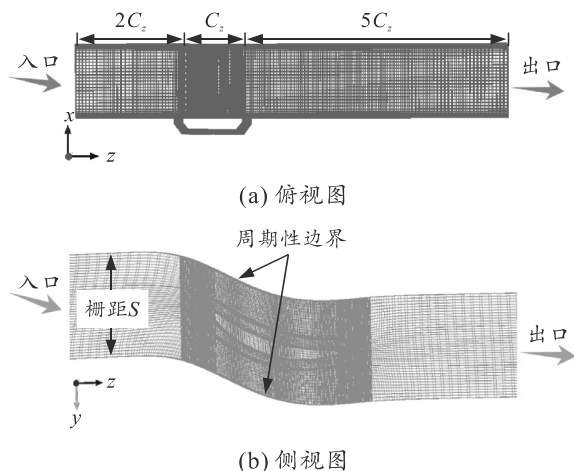 2C_z C_z 5C_z
入口
出口
x
z
(a) 俯视图
周期性边界
入口
栅距S
出口
z
y
(b) 侧视图